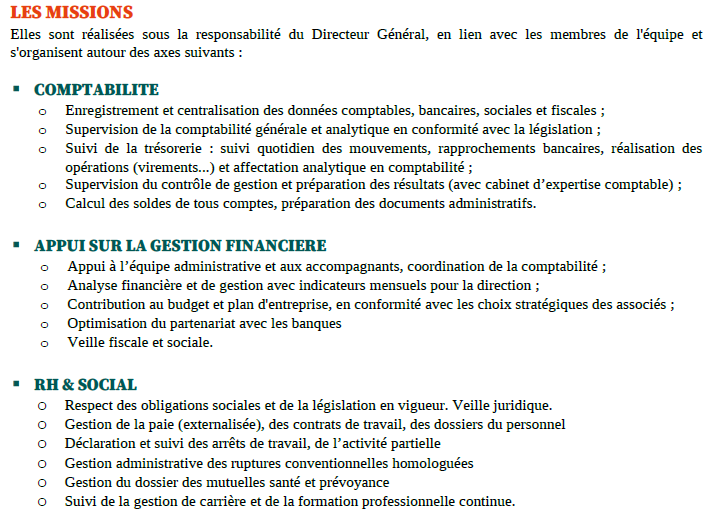 LES MISSIONS
Elles sont réalisées sous la responsabilité du Directeur Général, en lien avec les membres de l'équipe et
s'organisent autour des axes suivants :
▪ COMPTABILITE
o Enregistrement et centralisation des données comptables, bancaires, sociales et fiscales ;
o Supervision de la comptabilité générale et analytique en conformité avec la législation ;
o Suivi de la trésorerie : suivi quotidien des mouvements, rapprochements bancaires, réalisation des
opérations (virements...) et affectation analytique en comptabilité ;
o Supervision du contrôle de gestion et préparation des résultats (avec cabinet d’expertise comptable) ;
o Calcul des soldes de tous comptes, préparation des documents administratifs.
▪ APPUI SUR LA GESTION FINANCIERE
o Appui à l’équipe administrative et aux accompagnants, coordination de la comptabilité ;
o Analyse financière et de gestion avec indicateurs mensuels pour la direction ;
o Contribution au budget et plan d'entreprise, en conformité avec les choix stratégiques des associés ;
o Optimisation du partenariat avec les banques
o Veille fiscale et sociale.
▪ RH & SOCIAL
o Respect des obligations sociales et de la législation en vigueur. Veille juridique.
o Gestion de la paie (externalisée), des contrats de travail, des dossiers du personnel
o Déclaration et suivi des arrêts de travail, de l’activité partielle
o Gestion administrative des ruptures conventionnelles homologuées
o Gestion du dossier des mutuelles santé et prévoyance
o Suivi de la gestion de carrière et de la formation professionnelle continue.